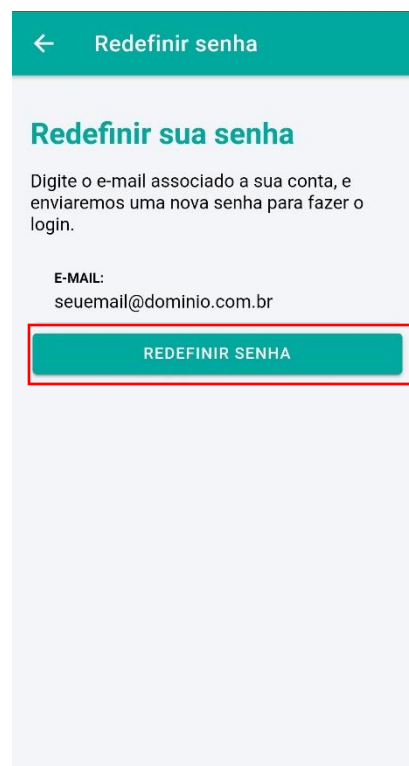 Redefinir senha
Redefinir sua senha
Digite o e-mail associado a sua conta, e
enviaremos uma nova senha para fazer o
login.
E-MAIL:
seuemail@dominio.com.br
REDEFINIR SENHA